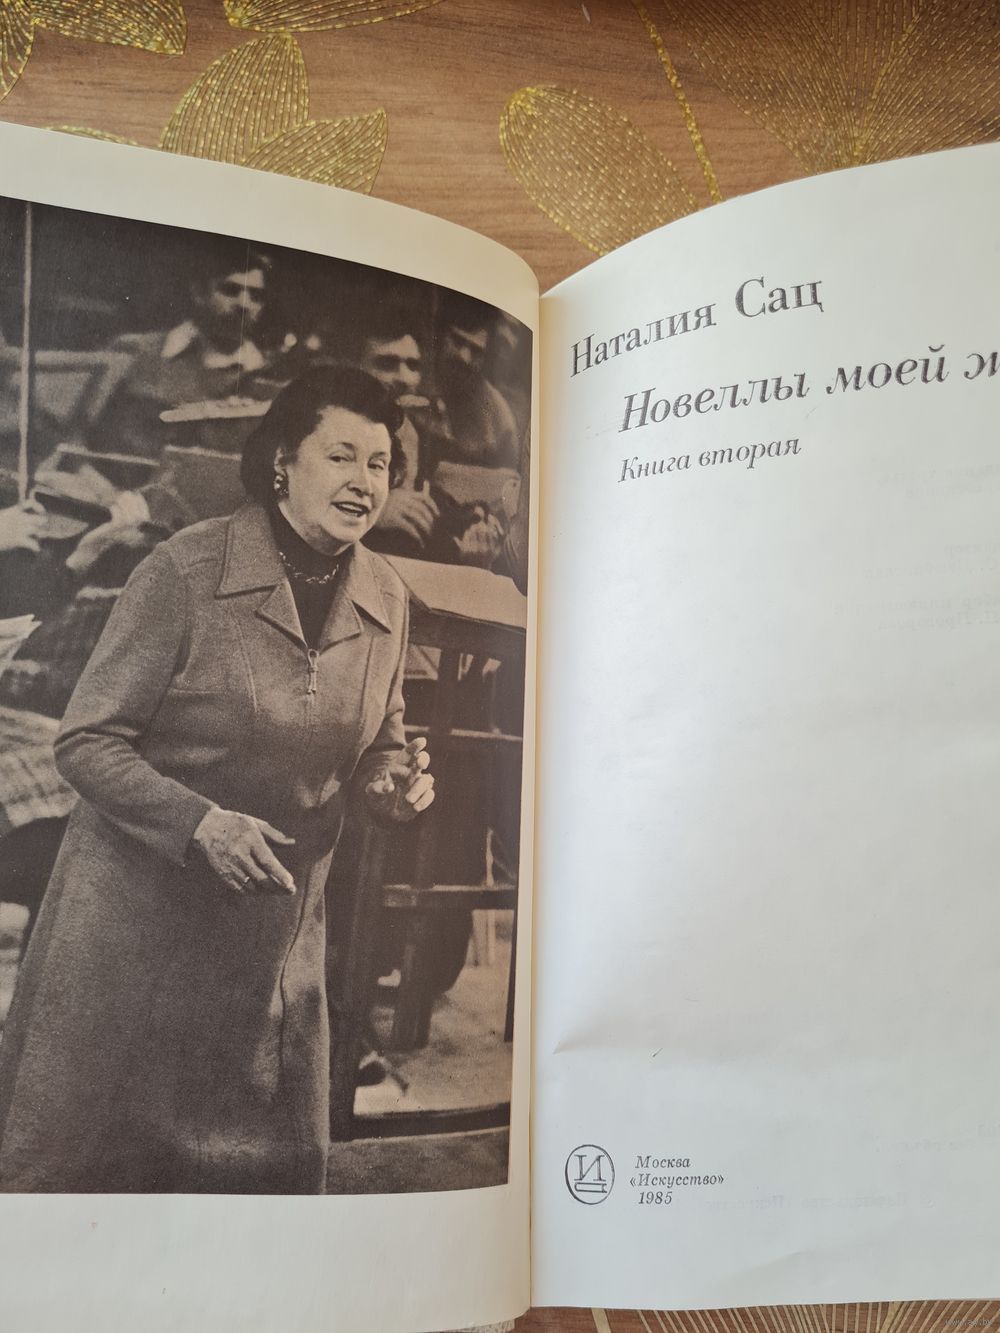 Наталия Сац
Новеллы моей ж
Книга вторая
И
Москва
«Искусство»
1985